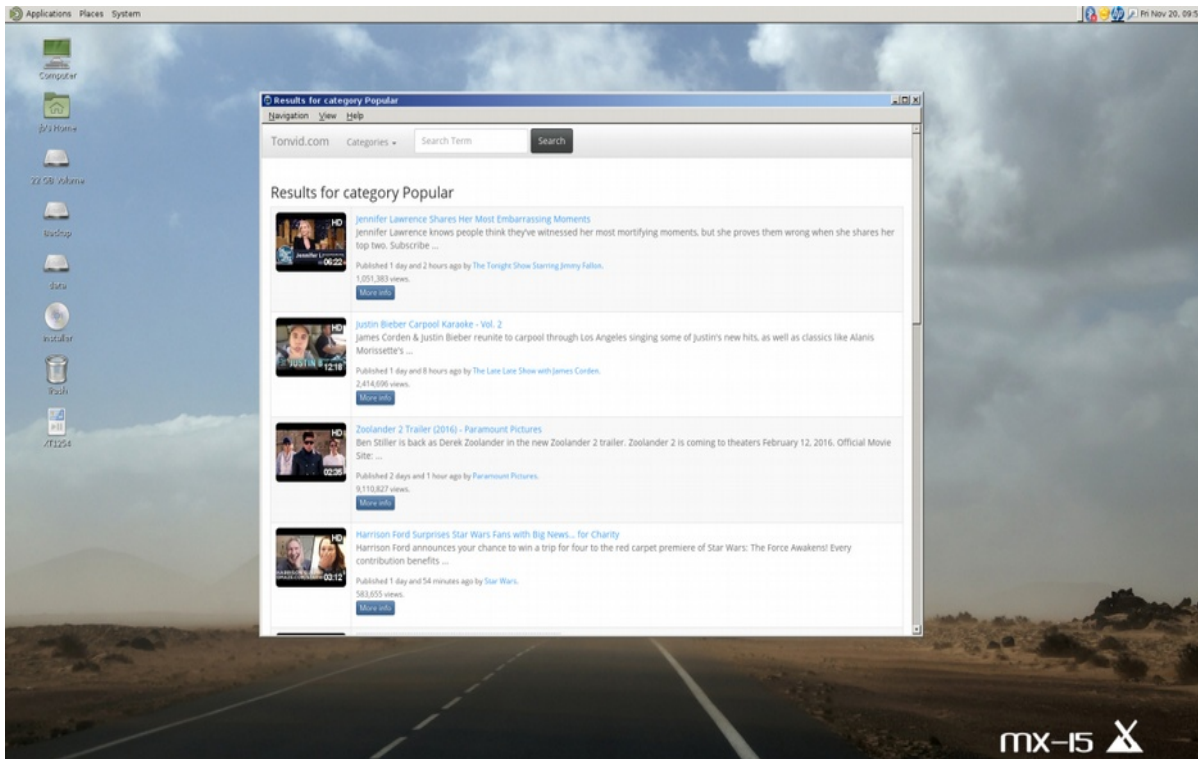 Applications Places System
Fri Nov 20, 09:5
Computer
jb's Home
22 GB Volume
Backup
data
Installer
Trash
XT1254
Results for category Popular
Navigation View Help
Tonvid.com Categories Search Term Search
Results for category Popular
HD
06:22
Jennifer Lawrence Shares Her Most Embarrassing Moments
Jennifer Lawrence knows people think they've witnessed her most mortifying moments, but she proves them wrong when she shares her
top two. Subscribe ...
Published 1 day and 2 hours ago by The Tonight Show Starring Jimmy Fallon.
1,051,383 views.
More info
HD
JUSTIN B
12:18
Justin Bieber Carpool Karaoke - Vol. 2
James Corden & Justin Bieber reunite to carpool through Los Angeles singing some of Justin's new hits, as well as classics like Alanis
Morissette's ...
Published 1 day and 8 hours ago by The Late Late Show with James Corden.
2,414,696 views.
More info
HD
02:35
Zoolander 2 Trailer (2016) - Paramount Pictures
Ben Stiller is back as Derek Zoolander in the new Zoolander 2 trailer. Zoolander 2 is coming to theaters February 12, 2016. Official Movie
Site: ...
Published 2 days and 1 hour ago by Paramount Pictures.
9,110,827 views.
More info
HD
03:12
Harrison Ford Surprises Star Wars Fans with Big News... for Charity
Harrison Ford announces your chance to win a trip for four to the red carpet premiere of Star Wars: The Force Awakens! Every
contribution benefits ...
Published 1 day and 54 minutes ago by Star Wars.
583,655 views.
More info
mx-15